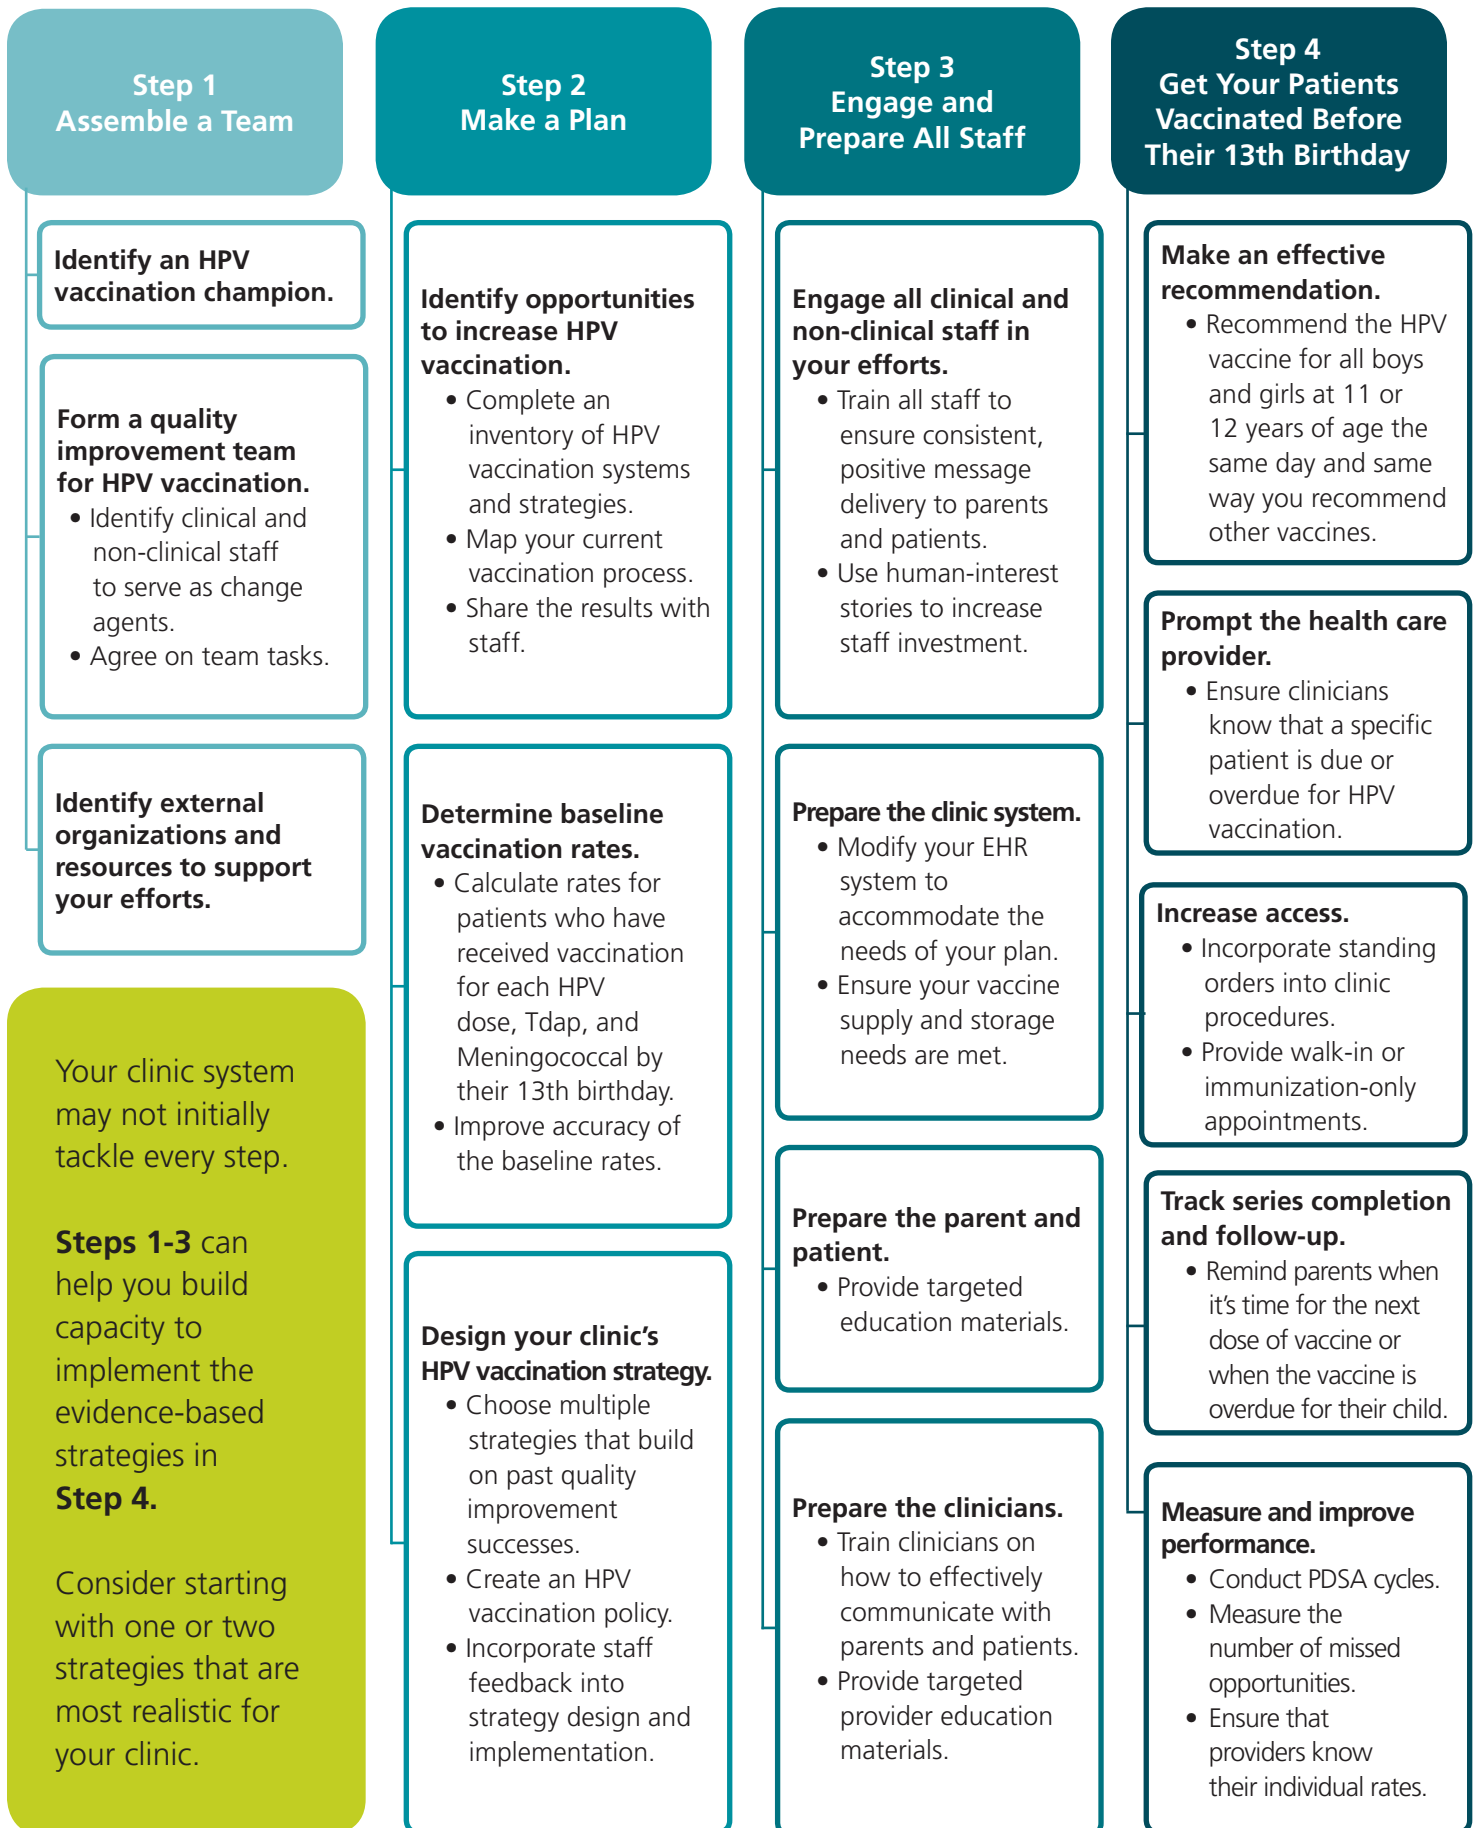 Step 1
Assemble a Team
Identify an HPV
vaccination champion.
Form a quality
improvement team
for HPV vaccination.
• Identify clinical and
non-clinical staff
to serve as change
agents.
• Agree on team tasks.
Identify external
organizations and
resources to support
your efforts.
Your clinic system
may not initially
tackle every step.
Steps 1-3 can
help you build
capacity to
implement the
evidence-based
strategies in
Step 4.
Consider starting
with one or two
strategies that are
most realistic for
your clinic.
Step 2
Make a Plan
Identify opportunities
to increase HPV
vaccination.
• Complete an
inventory of HPV
vaccination systems
and strategies.
• Map your current
vaccination process.
• Share the results with
staff.
Determine baseline
vaccination rates.
• Calculate rates for
patients who have
received vaccination
for each HPV
dose, Tdap, and
Meningococcal by
their 13th birthday.
• Improve accuracy of
the baseline rates.
Design your clinic’s
HPV vaccination strategy.
• Choose multiple
strategies that build
on past quality
improvement
successes.
• Create an HPV
vaccination policy.
• Incorporate staff
feedback into
strategy design and
implementation.
Step 3
Engage and
Prepare All Staff
Engage all clinical and
non-clinical staff in
your efforts.
• Train all staff to
ensure consistent,
positive message
delivery to parents
and patients.
• Use human-interest
stories to increase
staff investment.
Prepare the clinic system.
• Modify your EHR
system to
accommodate the
needs of your plan.
• Ensure your vaccine
supply and storage
needs are met.
Prepare the parent and
patient.
• Provide targeted
education materials.
Prepare the clinicians.
• Train clinicians on
how to effectively
communicate with
parents and patients.
• Provide targeted
provider education
materials.
Step 4
Get Your Patients
Vaccinated Before
Their 13th Birthday
Make an effective
recommendation.
• Recommend the HPV
vaccine for all boys
and girls at 11 or
12 years of age the
same day and same
way you recommend
other vaccines.
Prompt the health care
provider.
• Ensure clinicians
know that a specific
patient is due or
overdue for HPV
vaccination.
Increase access.
• Incorporate standing
orders into clinic
procedures.
• Provide walk-in or
immunization-only
appointments.
Track series completion
and follow-up.
• Remind parents when
it’s time for the next
dose of vaccine or
when the vaccine is
overdue for their child.
Measure and improve
performance.
• Conduct PDSA cycles.
• Measure the
number of missed
opportunities.
• Ensure that
providers know
their individual rates.